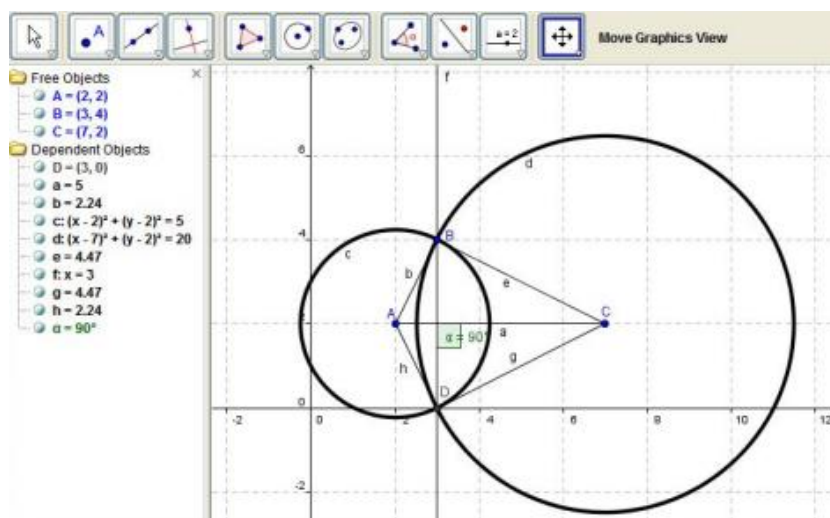 A
α
a=2
Move Graphics View
Free Objects
A = (2, 2)
B = (3, 4)
C = (7, 2)
Dependent Objects
D = (3, 0)
a = 5
b = 2.24
c: (x - 2)² + (y - 2)² = 5
d: (x - 7)² + (y - 2)² = 20
e = 4.47
f: x = 3
g = 4.47
h = 2.24
α = 90°
f
6
d
4
B
c
b
e
A
C
a
α = 90°
g
h
D
0
-2
0
2
4
6
8
10
12
-2